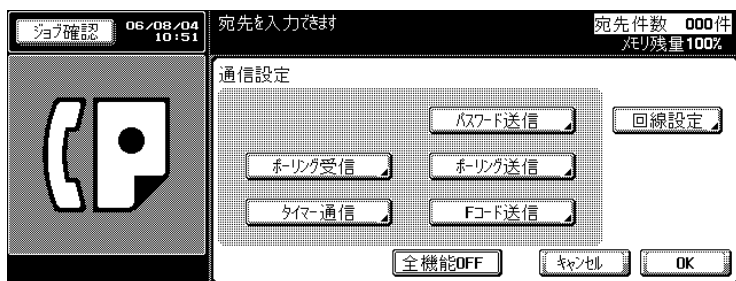 ジョブ確認
06/08/04
10:51
宛先を入力できます
宛先件数 000件
メモリ残量100%
通信設定
パスワード送信
回線設定
ポーリング受信
ポーリング送信
タイマー通信
Fコード送信
全機能OFF
キャンセル
OK